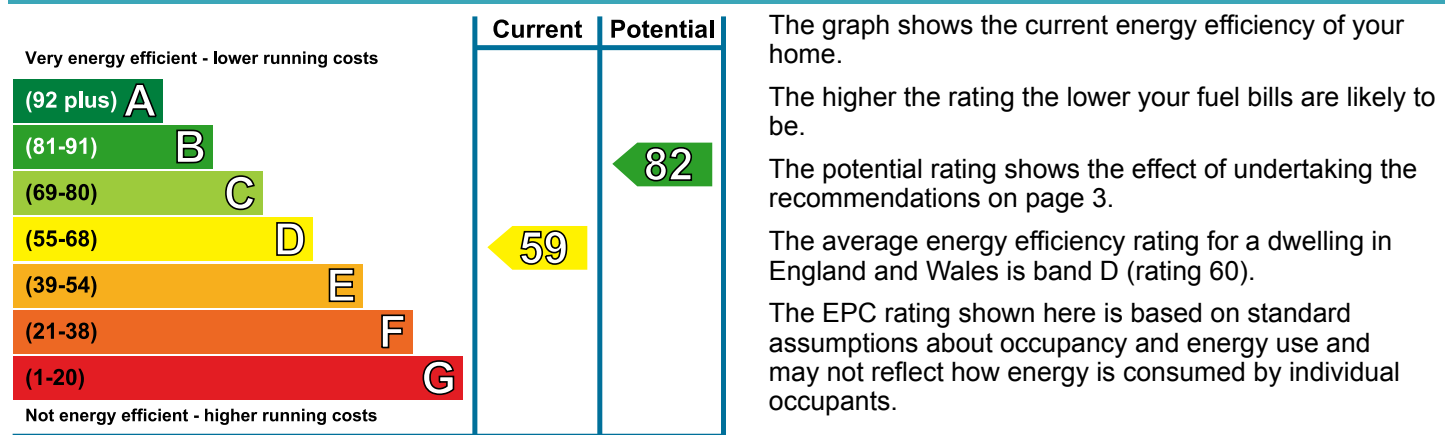 Current Potential
Very energy efficient - lower running costs
(92 plus) A
(81-91) B
(69-80) C
(55-68) D
(39-54) E
(21-38) F
(1-20) G
Not energy efficient - higher running costs
82
59
The graph shows the current energy efficiency of your
home.
The higher the rating the lower your fuel bills are likely to
be.
The potential rating shows the effect of undertaking the
recommendations on page 3.
The average energy efficiency rating for a dwelling in
England and Wales is band D (rating 60).
The EPC rating shown here is based on standard
assumptions about occupancy and energy use and
may not reflect how energy is consumed by individual
occupants.